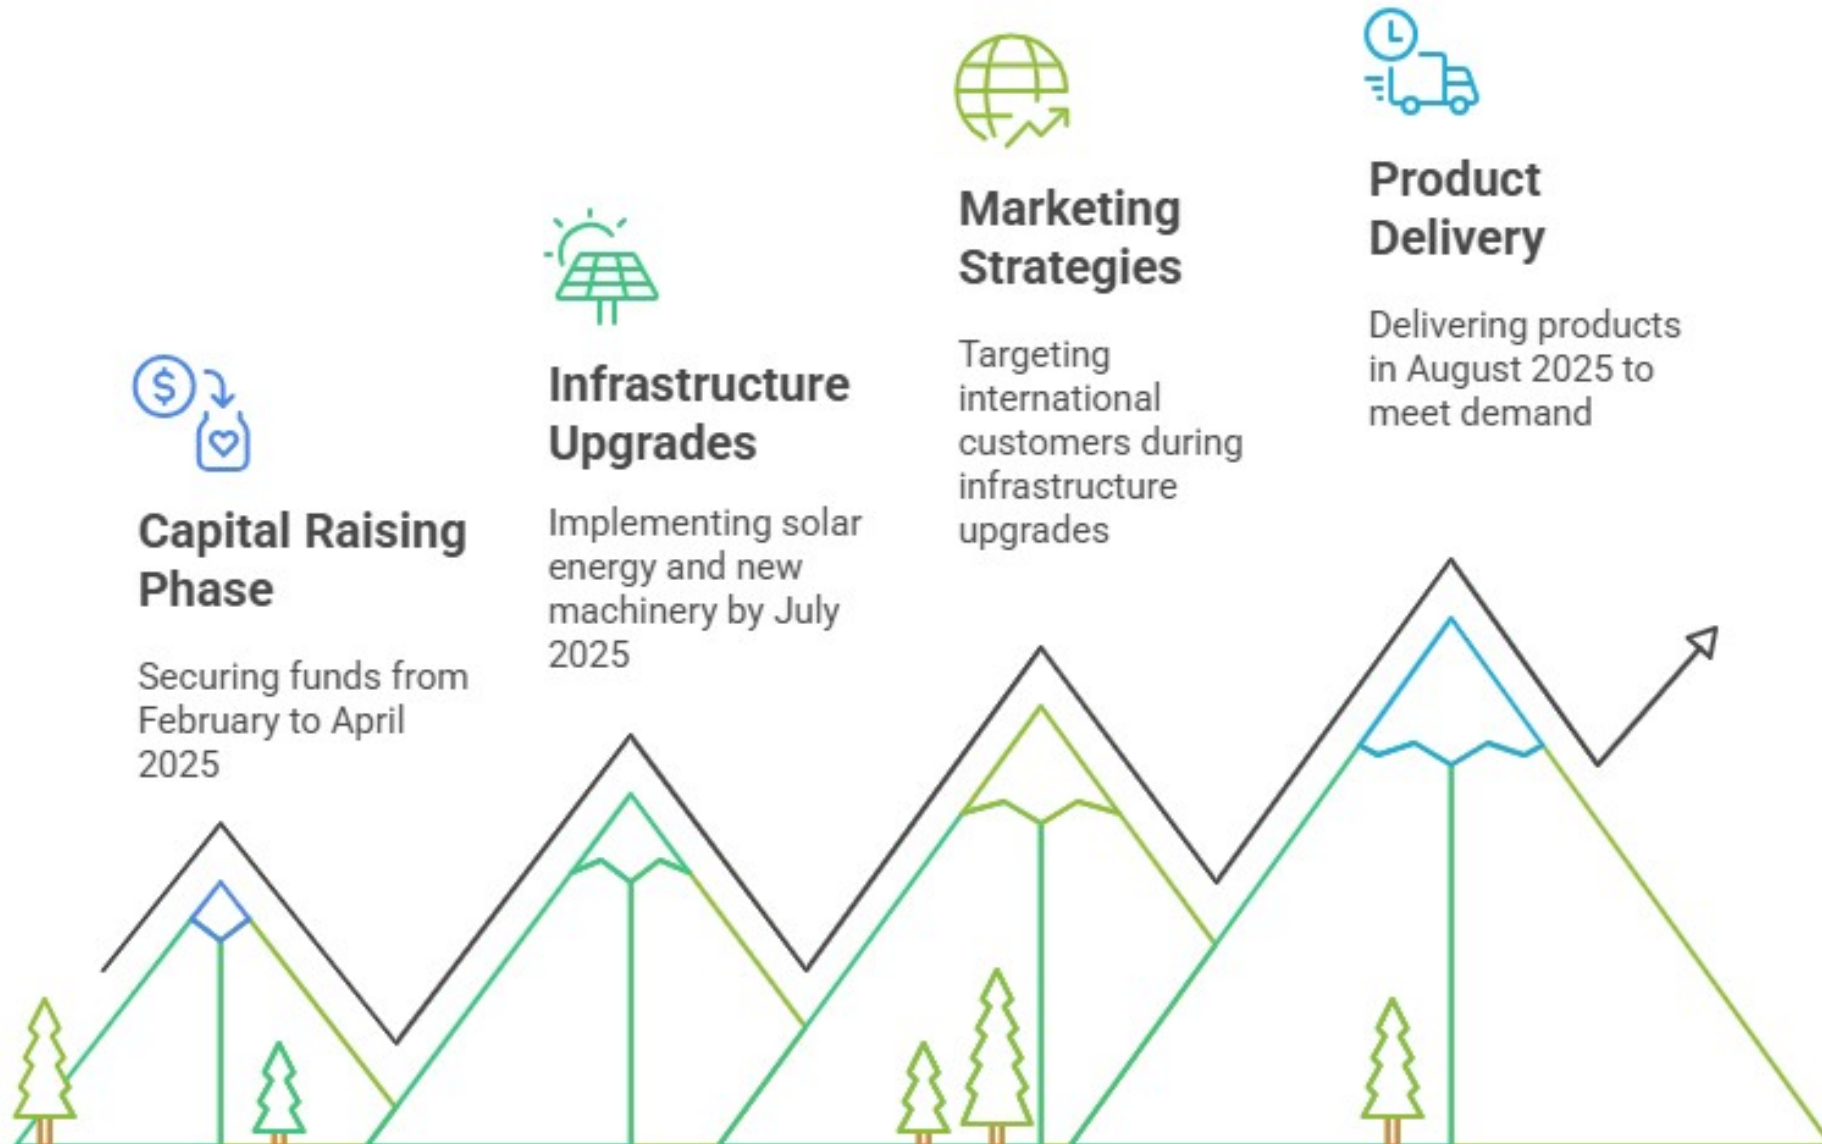 Capital Raising
Phase
Securing funds from
February to April
2025
Infrastructure
Upgrades
Implementing solar
energy and new
machinery by July
2025
Marketing
Strategies
Targeting
international
customers during
infrastructure
upgrades
Product
Delivery
Delivering products
in August 2025 to
meet demand